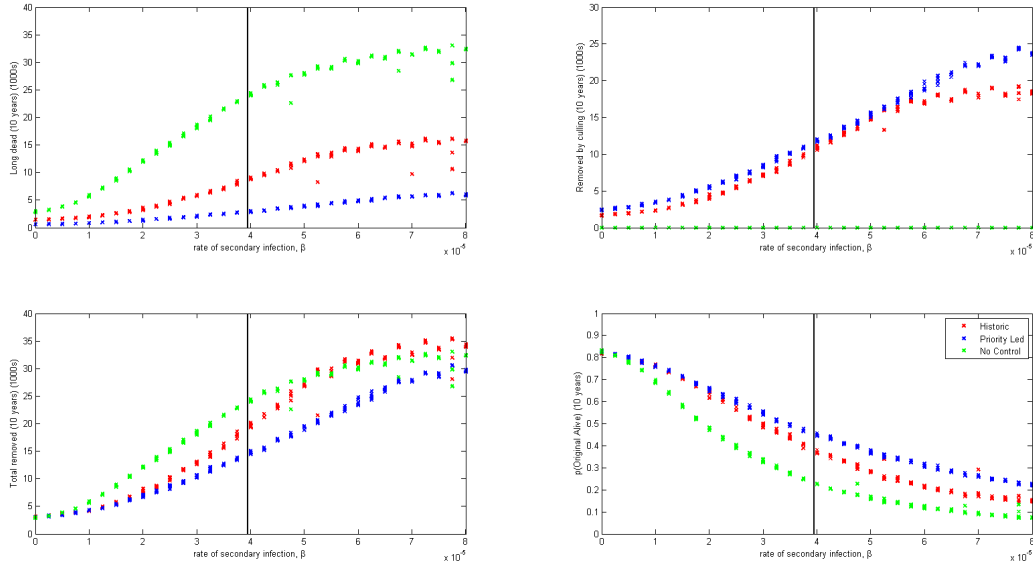 40
35
30
25
20
15
10
5
0
Long dead (10 years) (1000s)
0 1 2 3 4 5 6 7 8
rate of secondary infection, β
x 10⁻⁵
30
25
20
15
10
5
0
Removed by culling (10 years) (1000s)
0 1 2 3 4 5 6 7 8
rate of secondary infection, β
x 10⁻⁵
40
35
30
25
20
15
10
5
0
Total removed (10 years) (1000s)
0 1 2 3 4 5 6 7 8
rate of secondary infection, β
x 10⁻⁵
1
0.9
0.8
0.7
0.6
0.5
0.4
0.3
0.2
0.1
0
p(Original Alive) (10 years)
Historic
Priority Led
No Control
0 1 2 3 4 5 6 7 8
rate of secondary infection, β
x 10⁻⁵